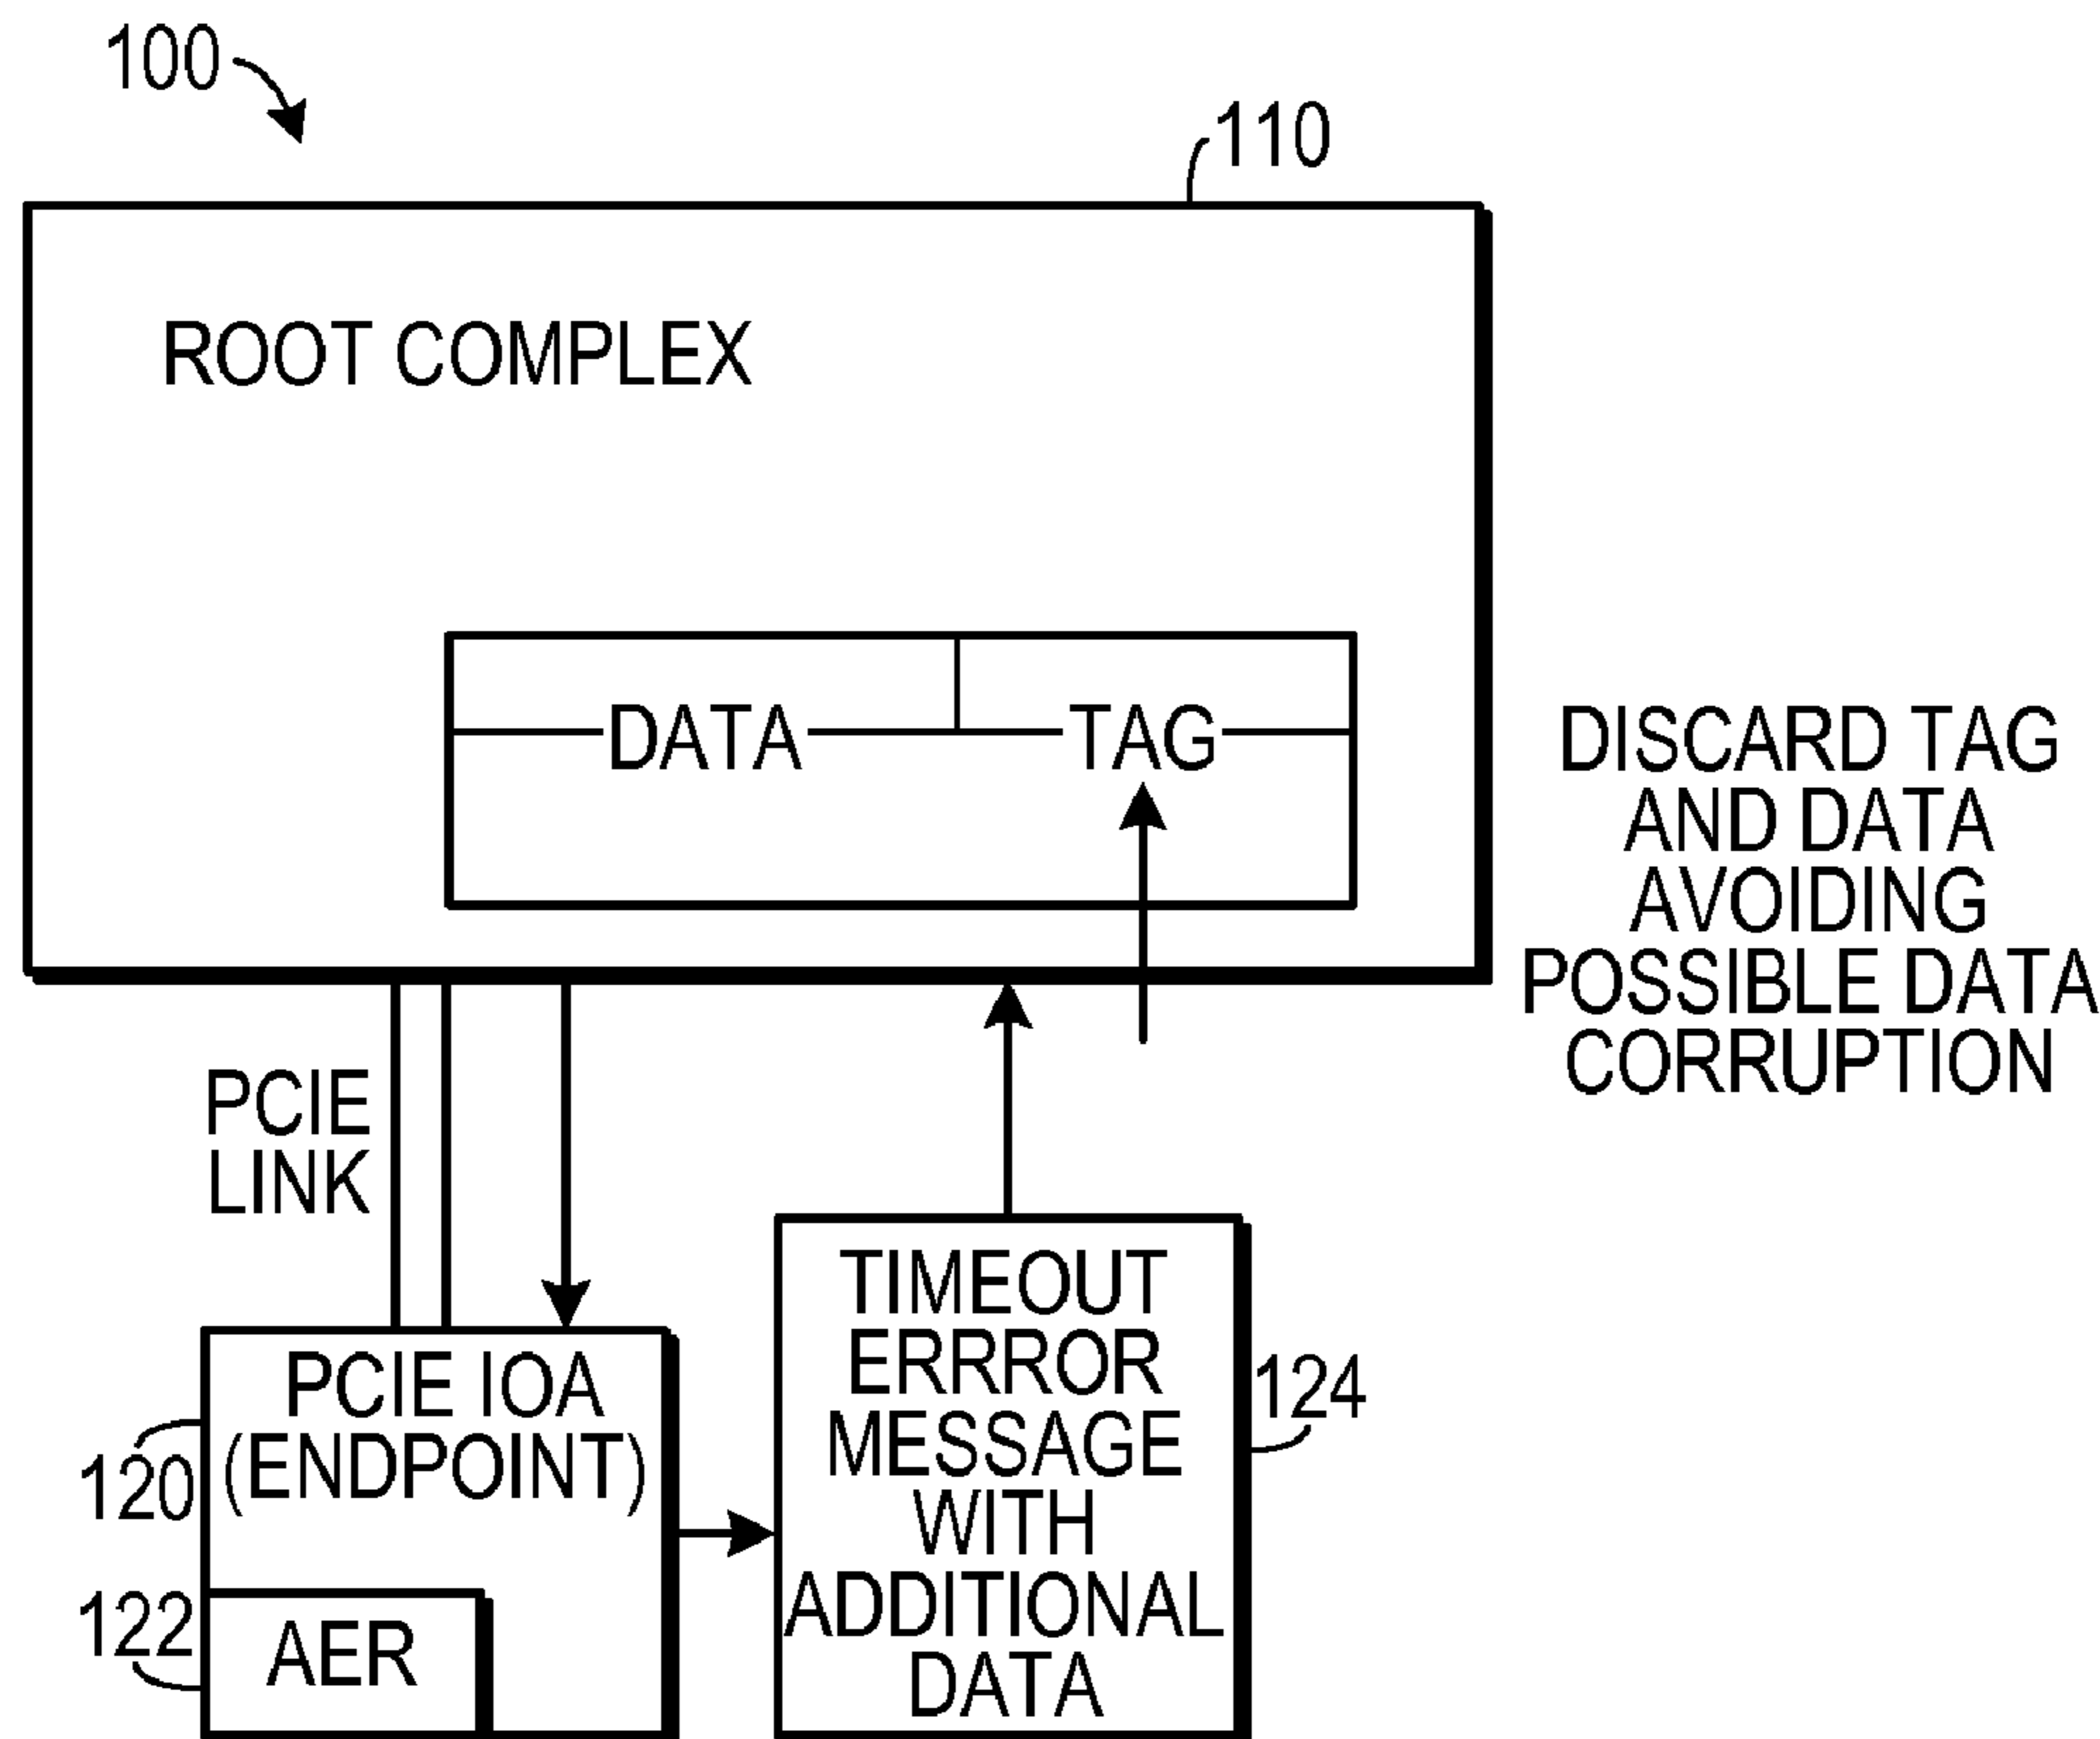 100
110
ROOT COMPLEX
DATA
TAG
DISCARD TAG
AND DATA
AVOIDING
POSSIBLE DATA
CORRUPTION
PCIE
LINK
PCIE IOA
(ENDPOINT)
120
122
AER
TIMEOUT
ERRROR
MESSAGE
WITH
ADDITIONAL
DATA
124